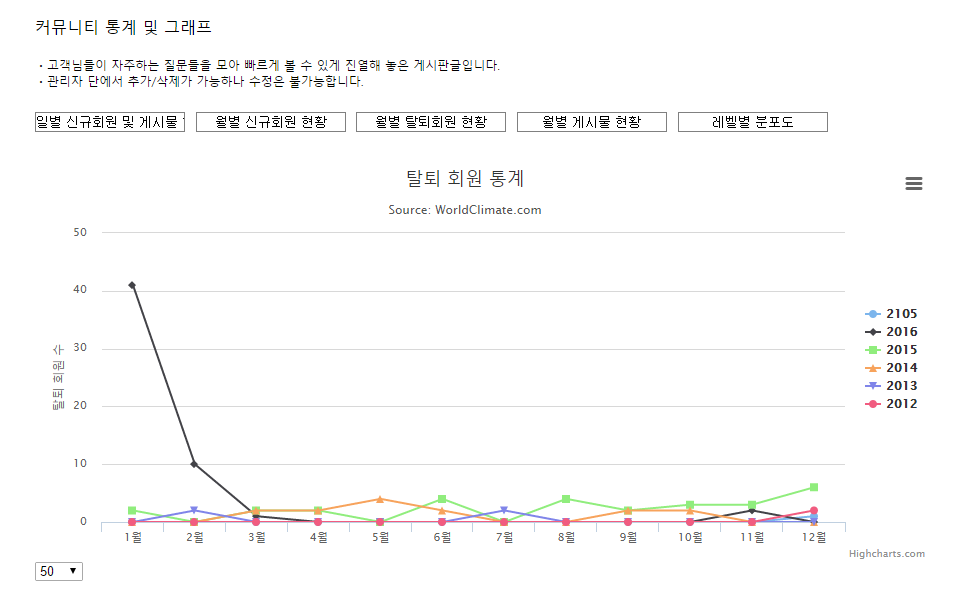 커뮤니티 통계 및 그래프
· 고객님들이 자주하는 질문들을 모아 빠르게 볼 수 있게 진열해 놓은 게시판글입니다.
· 관리자 단에서 추가/삭제가 가능하나 수정은 불가능합니다.
일별 신규회원 및 게시물
월별 신규회원 현황
월별 탈퇴회원 현황
월별 게시물 현황
레벨별 분포도
탈퇴 회원 통계
Source: WorldClimate.com
탈퇴 회원 수
50
40
30
20
10
0
1월
2월
3월
4월
5월
6월
7월
8월
9월
10월
11월
12월
2105
2016
2015
2014
2013
2012
Highcharts.com
50